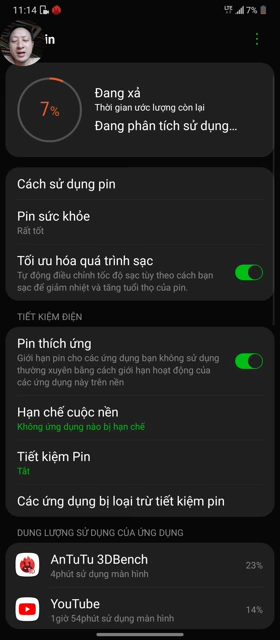 11:14
LTE
7%
in
7%
Đang xả
Thời gian ước lượng còn lại
Đang phân tích sử dụng...
Cách sử dụng pin
Pin sức khỏe
Rất tốt
Tối ưu hóa quá trình sạc
Tự động điều chỉnh tốc độ sạc tùy theo cách bạn
sạc để giảm nhiệt và tăng tuổi thọ của pin.
TIẾT KIỆM ĐIỆN
Pin thích ứng
Giới hạn pin cho các ứng dụng bạn không sử dụng
thường xuyên bằng cách giới hạn hoạt động của
các ứng dụng này trên nền
Hạn chế cuộc nền
Không ứng dụng nào bị hạn chế
Tiết kiệm Pin
Tắt
Các ứng dụng bị loại trừ tiết kiệm pin
DUNG LƯỢNG SỬ DỤNG CỦA ỨNG DỤNG
AnTuTu 3DBench
23%
4phút sử dụng màn hình
YouTube
14%
1giờ 54phút sử dụng màn hình